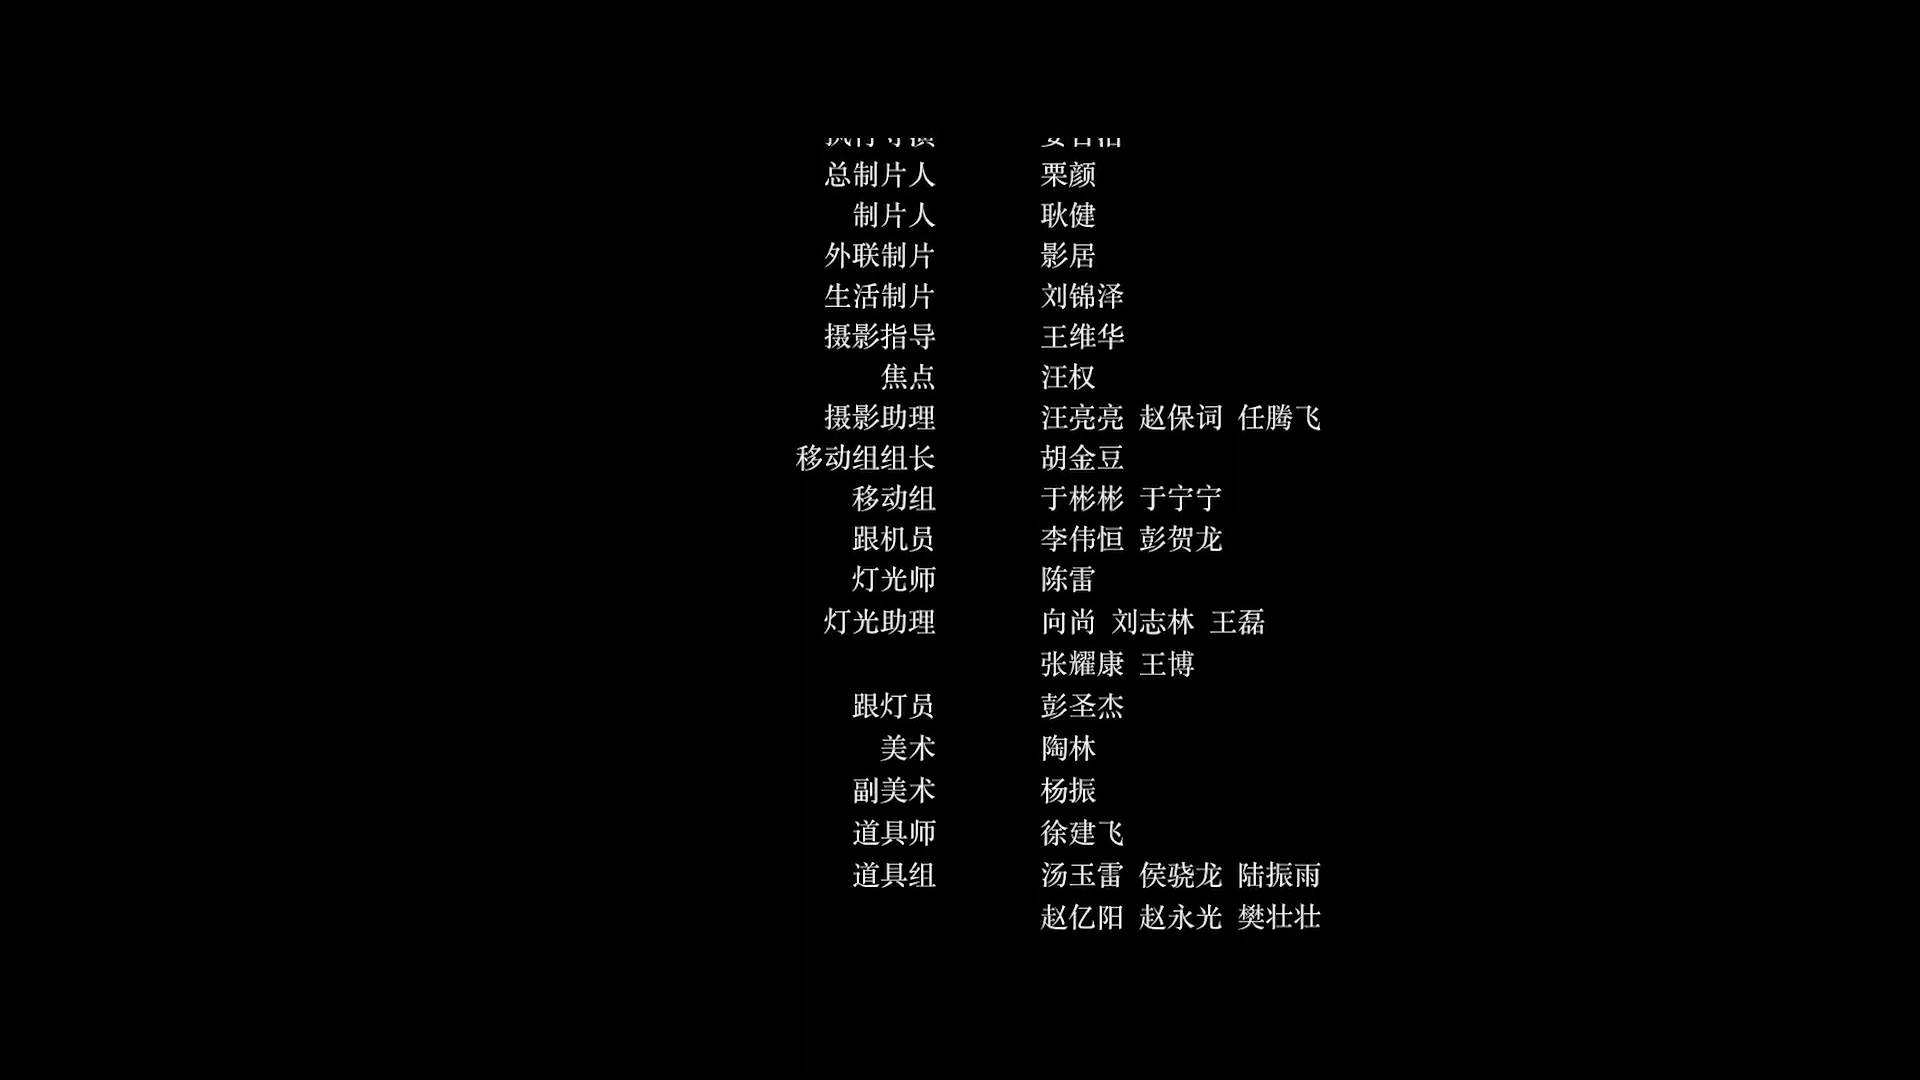 总制片人 栗颜
制片人 耿健
外联制片 影居
生活制片 刘锦泽
摄影指导 王维华
焦点 汪权
摄影助理 汪亮亮 赵保词 任腾飞
移动组组长 胡金豆
移动组 于彬彬 于宁宁
跟机员 李伟恒 彭贺龙
灯光师 陈雷
灯光助理 向尚 刘志林 王磊
张耀康 王博
跟灯员 彭圣杰
美术 陶林
副美术 杨振
道具师 徐建飞
道具组 汤玉雷 侯骁龙 陆振雨
赵亿阳 赵永光 樊壮壮